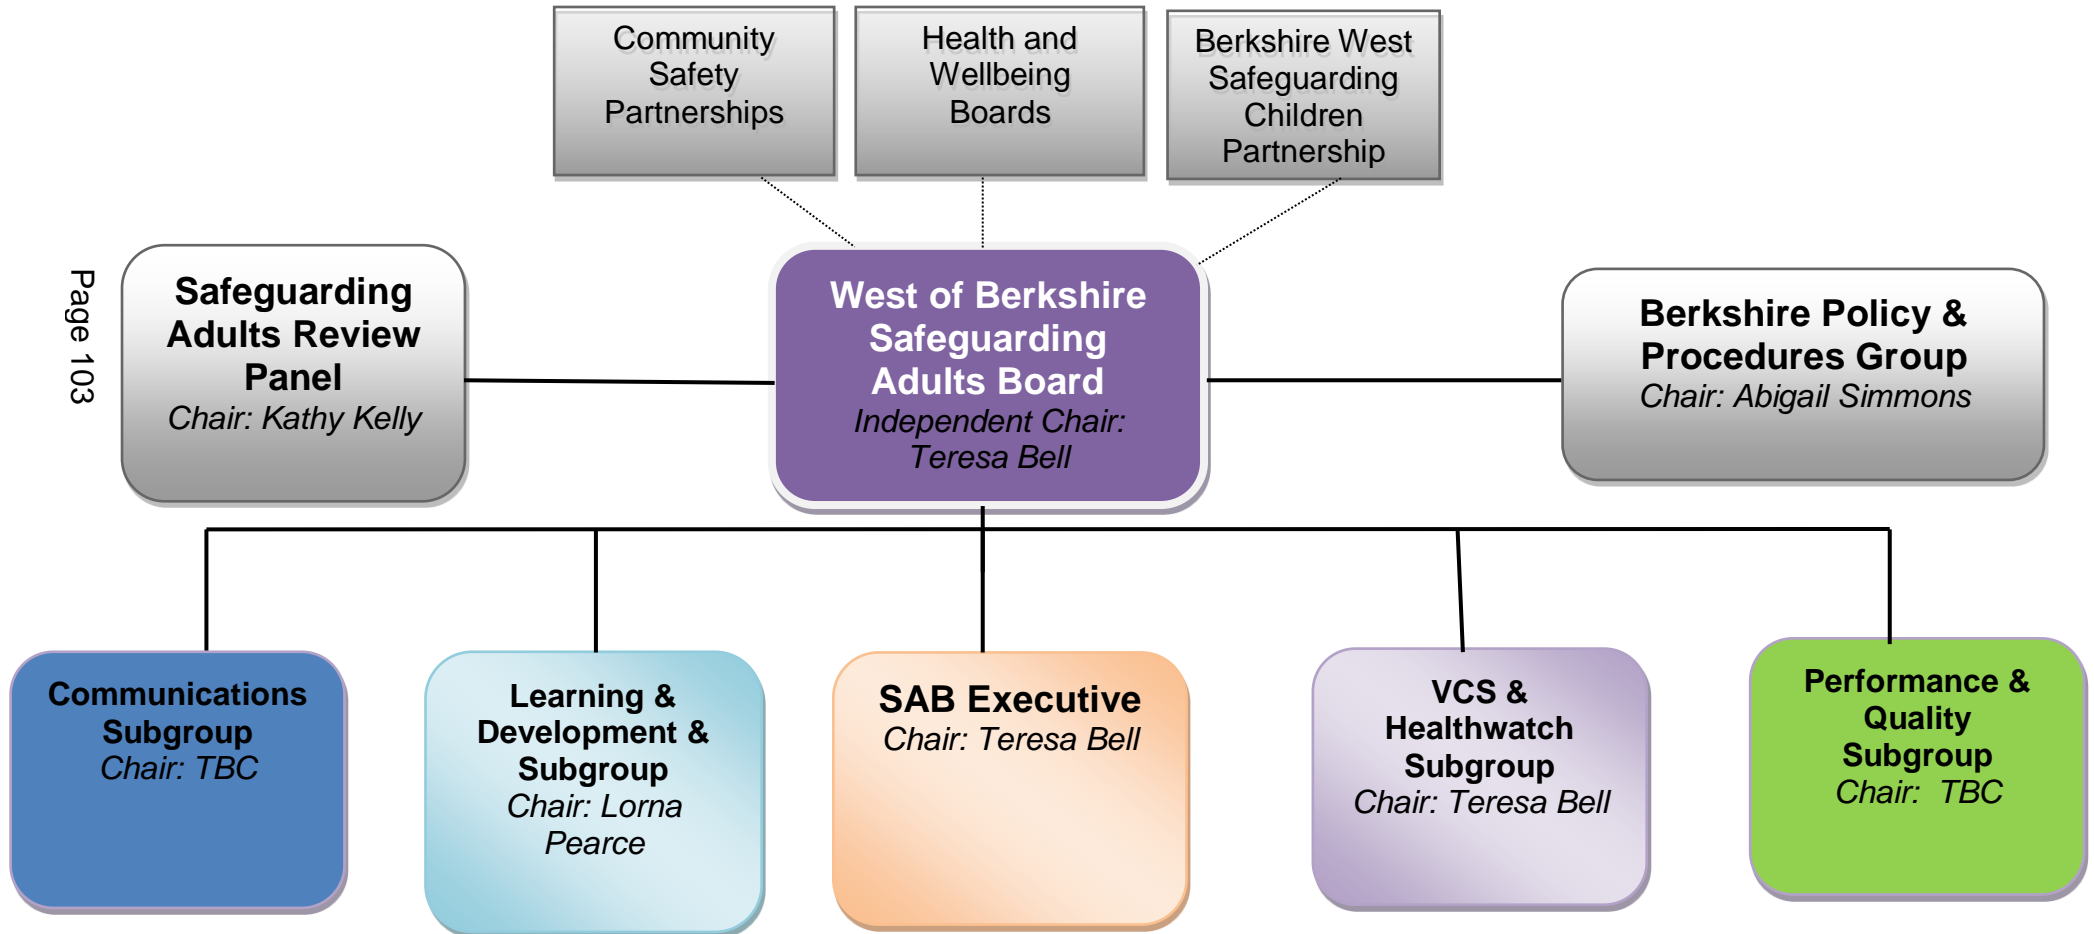 Community
Safety
Partnerships
Health and
Wellbeing
Boards
Berkshire West
Safeguarding
Children
Partnership
Page 103
Safeguarding
Adults Review
Panel
Chair: Kathy Kelly
West of Berkshire
Safeguarding
Adults Board
Independent Chair:
Teresa Bell
Berkshire Policy &
Procedures Group
Chair: Abigail Simmons
Communications
Subgroup
Chair: TBC
Learning &
Development &
Subgroup
Chair: Lorna
Pearce
SAB Executive
Chair: Teresa Bell
VCS &
Healthwatch
Subgroup
Chair: Teresa Bell
Performance &
Quality
Subgroup
Chair:  TBC